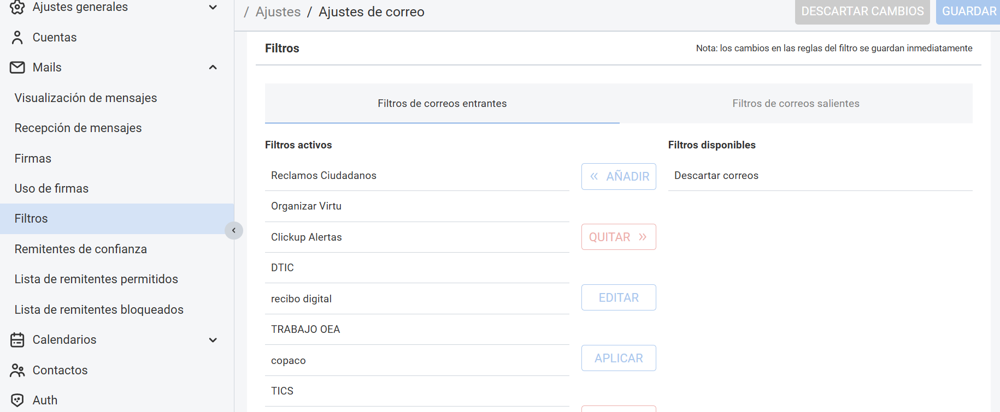 Ajustes generales
Cuentas
Mails
Visualización de mensajes
Recepción de mensajes
Firmas
Uso de firmas
Filtros
Remitentes de confianza
Lista de remitentes permitidos
Lista de remitentes bloqueados
Calendarios
Contactos
Auth
/ Ajustes / Ajustes de correo
DESCARTAR CAMBIOS
GUARDAR
Filtros
Nota: los cambios en las reglas del filtro se guardan inmediatamente
Filtros de correos entrantes
Filtros de correos salientes
Filtros activos
Reclamos Ciudadanos
Organizar Virtu
Clickup Alertas
DTIC
recibo digital
TRABAJO OEA
copaco
TICS
« AÑADIR
QUITAR »
EDITAR
APLICAR
Filtros disponibles
Descartar correos